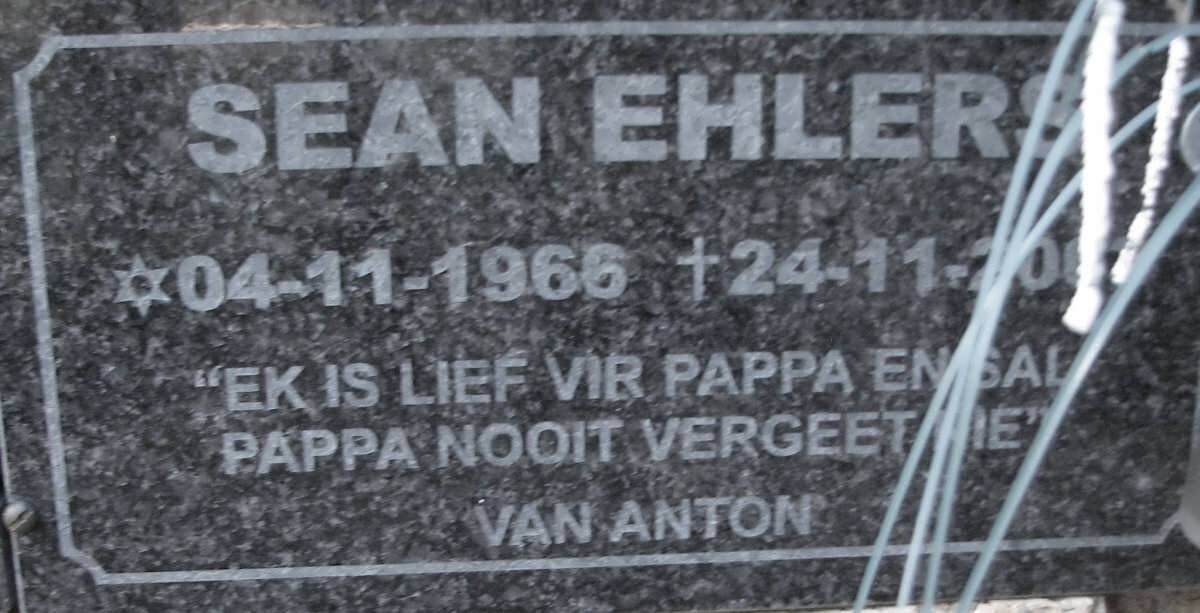 SEAN EHLERS
04-11-1966 †24-11-
"EK IS LIEF VIR PAPPA EN SAL
PAPPA NOOIT VERGEET NIE"
VAN ANTON